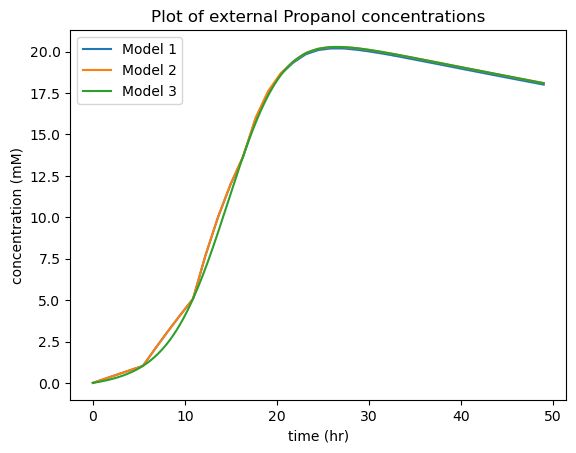 Plot of external Propanol concentrations
Model 1
Model 2
Model 3
20.0
17.5
15.0
12.5
10.0
7.5
5.0
2.5
0.0
concentration (mM)
0 10 20 30 40 50
time (hr)